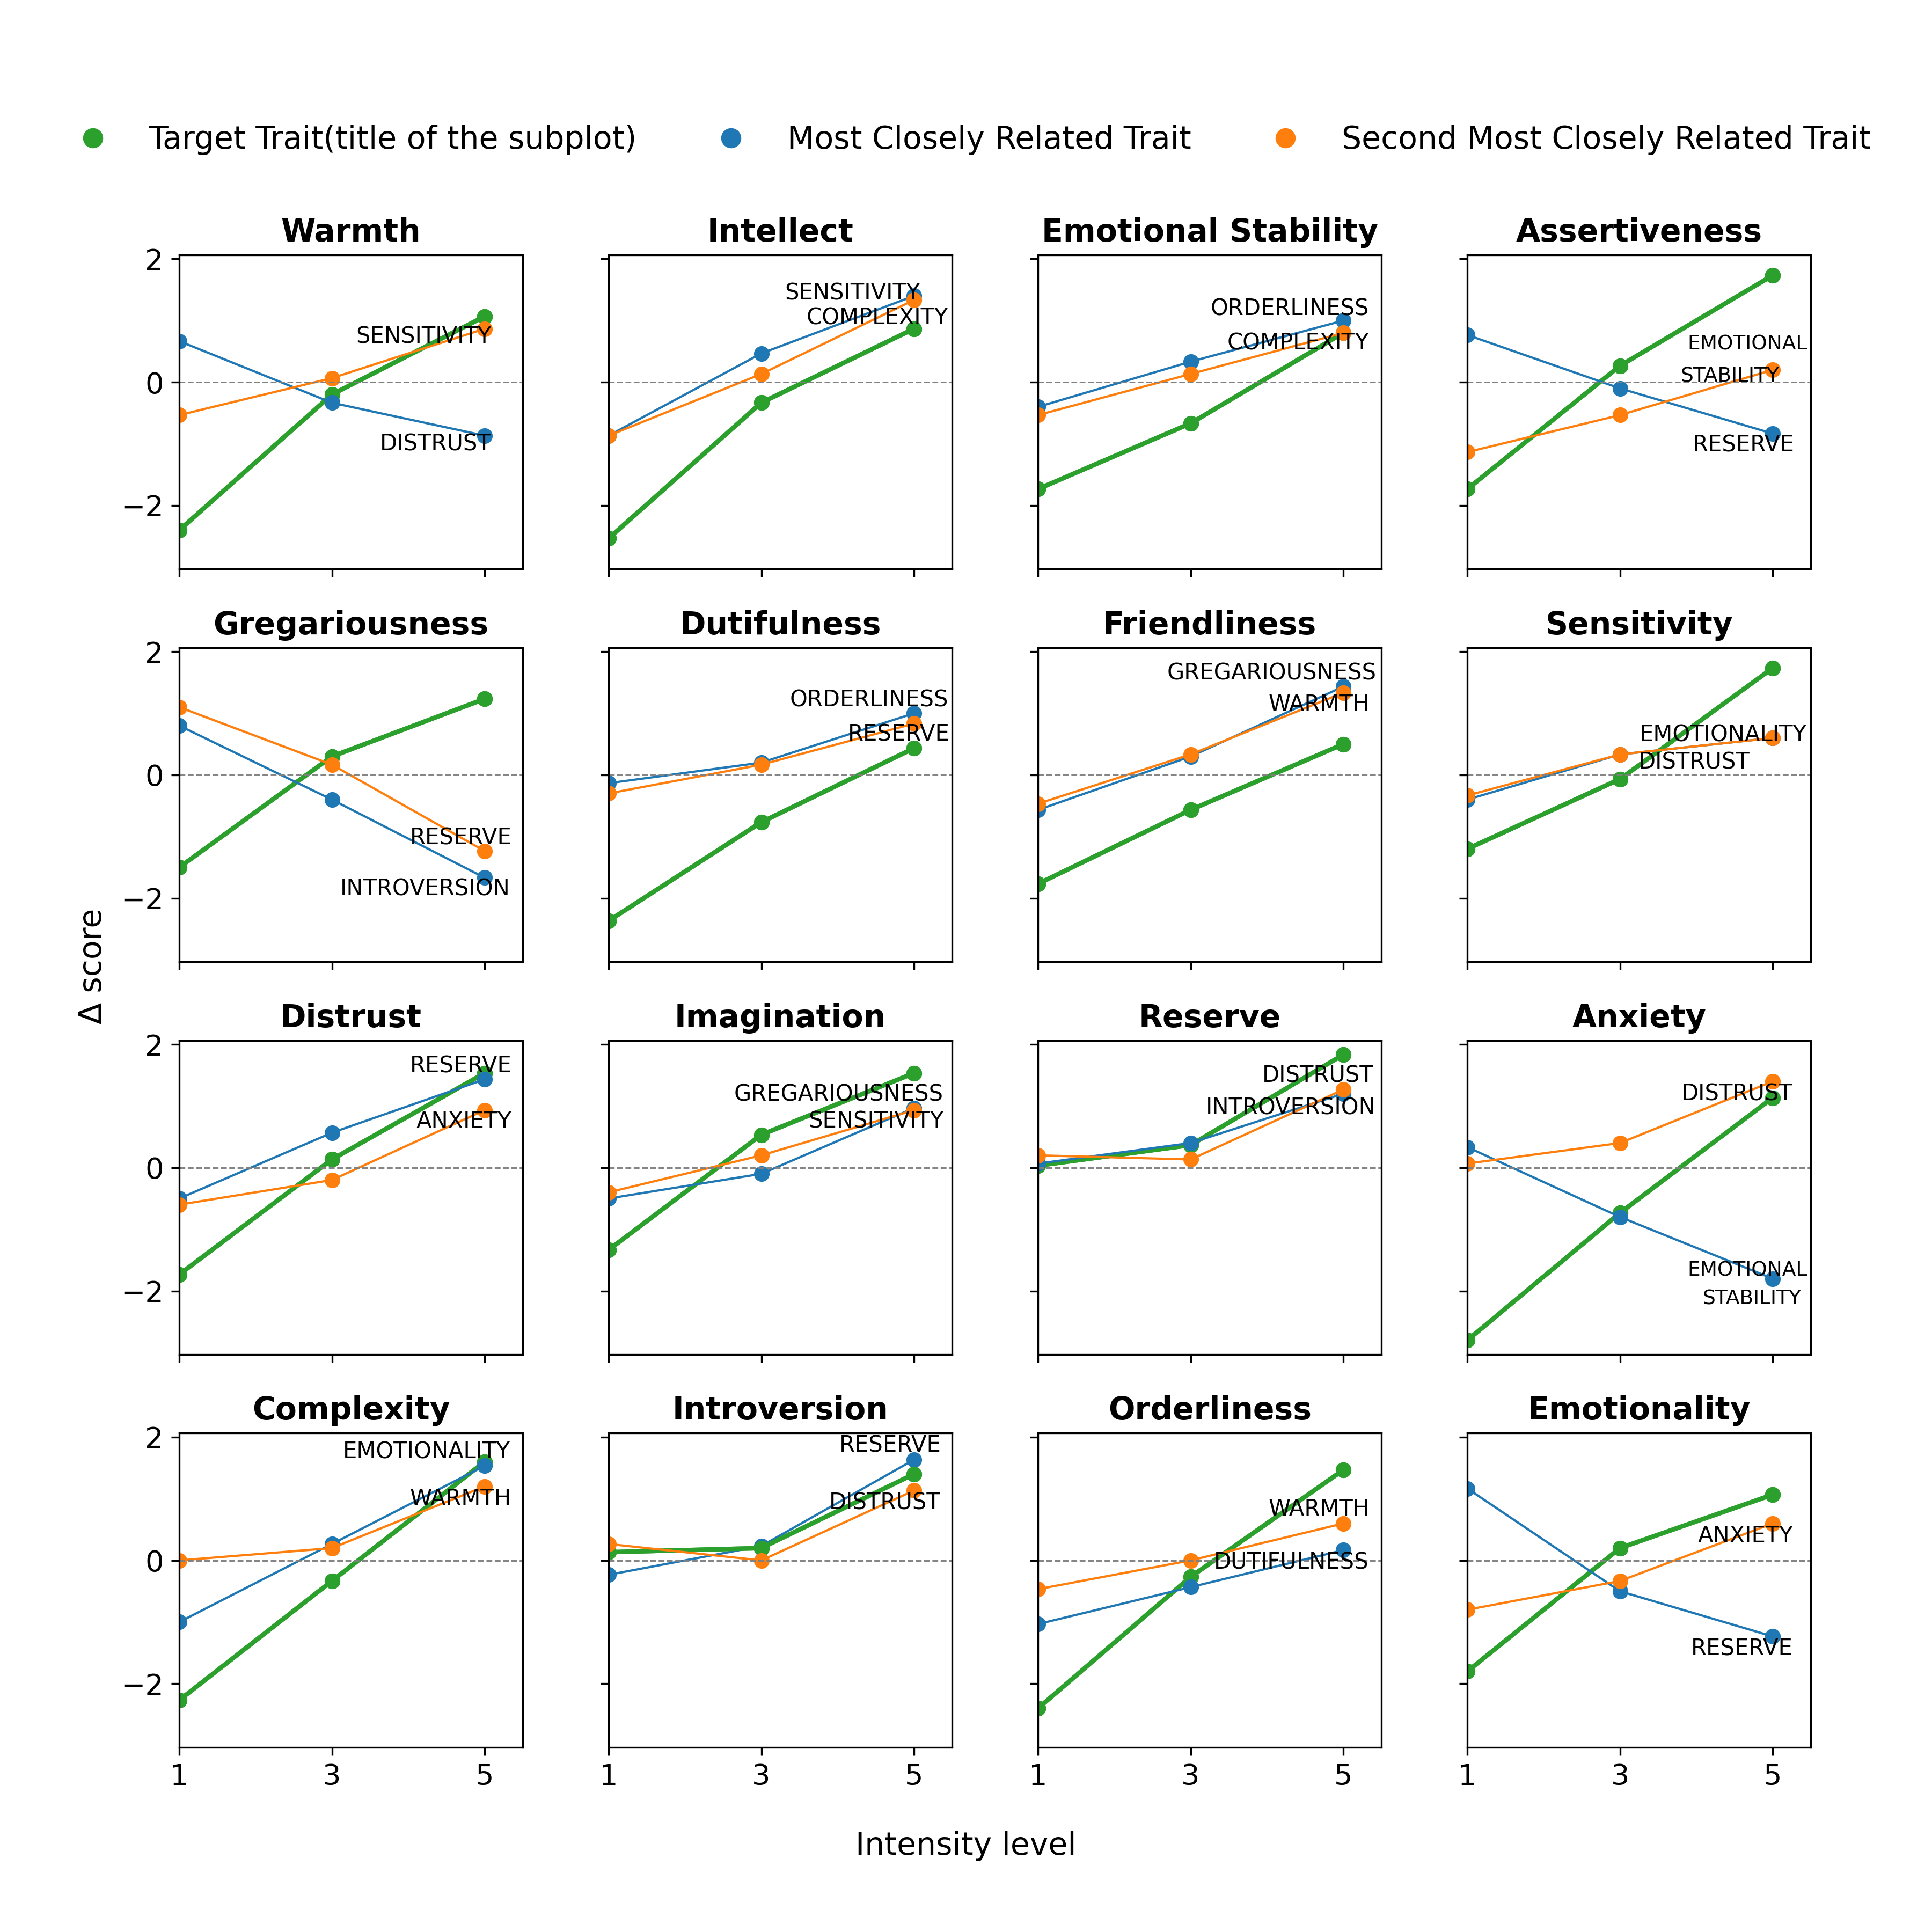 Target Trait(title of the subplot) Most Closely Related Trait Second Most Closely Related Trait
Warmth Intellect Emotional Stability Assertiveness
2
0
−2
SENSITIVITY
DISTRUST
SENSITIVITY
COMPLEXITY
ORDERLINESS
COMPLEXITY
EMOTIONAL
STABILITY
RESERVE
Gregariousness Dutifulness Friendliness Sensitivity
2
0
−2
RESERVE
INTROVERSION
ORDERLINESS
RESERVE
GREGARIOUSNESS
WARMTH
EMOTIONALITY
DISTRUST
Δ score
Distrust Imagination Reserve Anxiety
2
0
−2
RESERVE
ANXIETY
GREGARIOUSNESS
SENSITIVITY
DISTRUST
INTROVERSION
DISTRUST
EMOTIONAL
STABILITY
Complexity Introversion Orderliness Emotionality
2
0
−2
EMOTIONALITY
WARMTH
RESERVE
DISTRUST
WARMTH
DUTIFULNESS
ANXIETY
RESERVE
1 3 5 1 3 5 1 3 5 1 3 5
Intensity level